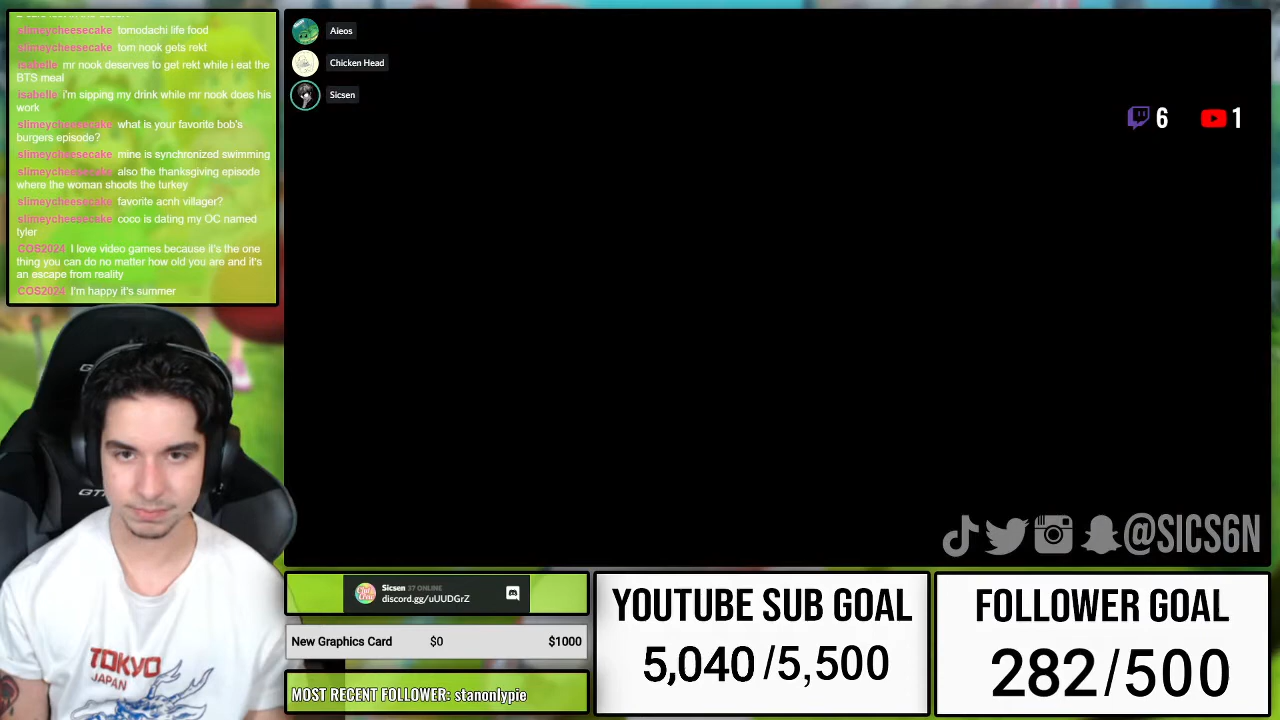 slimeycheesecake tomodachi life food
slimeycheesecake tom nook gets rekt
isabelle mr nook deserves to get rekt while i eat the
BTS meal
isabelle i'm sipping my drink while mr nook does his
work
slimeycheesecake what is your favorite bob's
burgers episode?
slimeycheesecake mine is synchronized swimming
slimeycheesecake also the thanksgiving episode
where the woman shoots the turkey
slimeycheesecake favorite acnh villager?
slimeycheesecake coco is dating my OC named
tyler
COS2024 I love video games because it's the one
thing you can do no matter how old you are and it's
an escape from reality
COS2024 I'm happy it's summer
Aleos
Chicken Head
Sicsen
6
1
@SICS6N
TOKYO
JAPAN
Sicsen 37 ONLINE
discord.gg/uUUDGrZ
New Graphics Card $0 $1000
MOST RECENT FOLLOWER: stanonlypie
YOUTUBE SUB GOAL
5,040/5,500
FOLLOWER GOAL
282/500